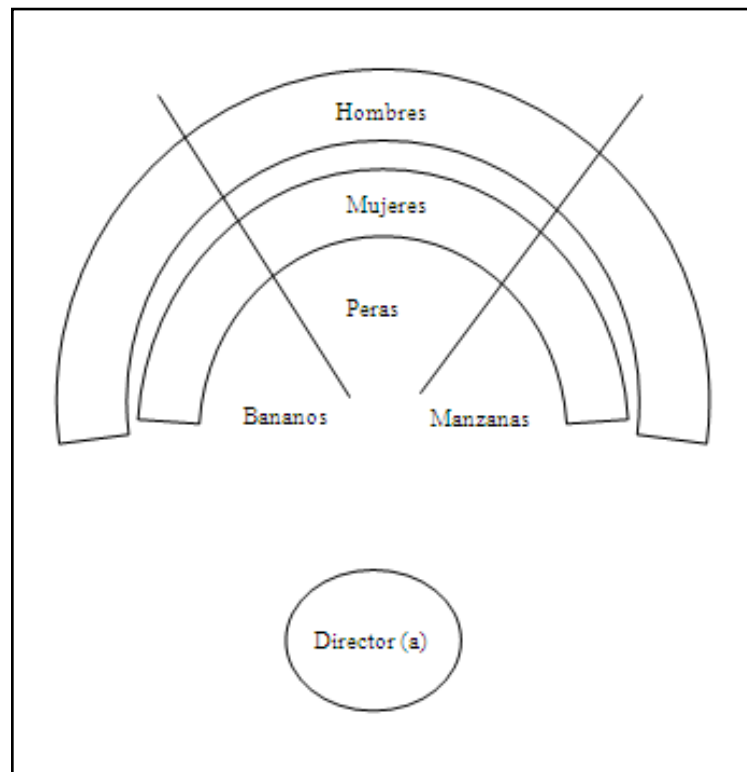 Hombres
Mujeres
Peras
Bananos
Manzanas
Director (a)